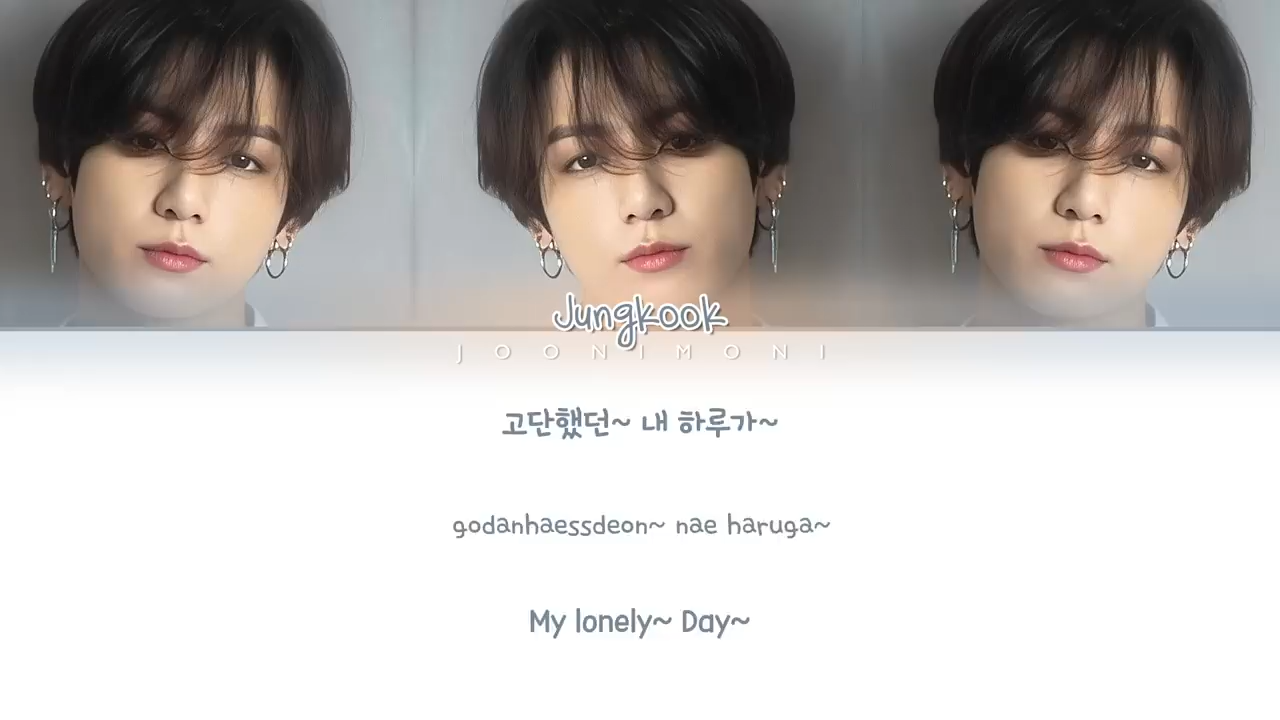 Jungkook
JOONIMONI
고단했던~ 내 하루가~
godanhaessdeon~ nae haruga~
My lonely~ Day~